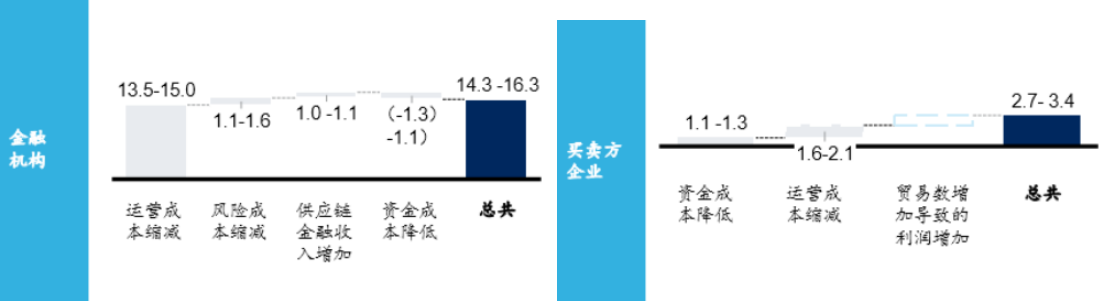 金融
机构
13.5-15.0
1.1-1.6
1.0 -1.1
（-1.3）
-1.1）
14.3 -16.3
运营成
本缩减
风险成
本缩减
供应链
金融收
入增加
资金成
本降低
总共
买卖方
企业
1.1 -1.3
1.6-2.1
2.7- 3.4
资金成
本降低
运营成
本缩减
贸易数增
加导致的
利润增加
总共